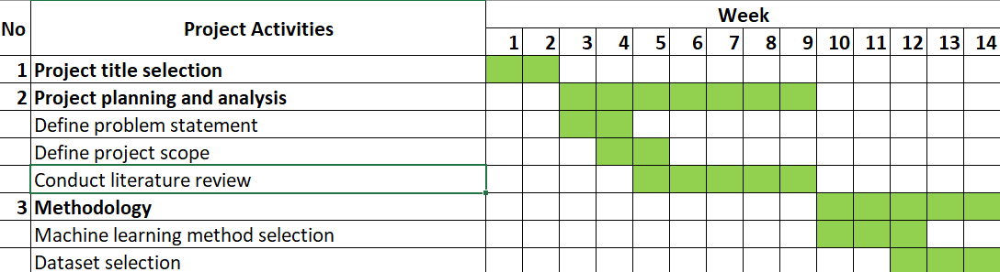 Week
No Project Activities
1 2 3 4 5 6 7 8 9 10 11 12 13 14
1 Project title selection
2 Project planning and analysis
Define problem statement
Define project scope
Conduct literature review
3 Methodology
Machine learning method selection
Dataset selection